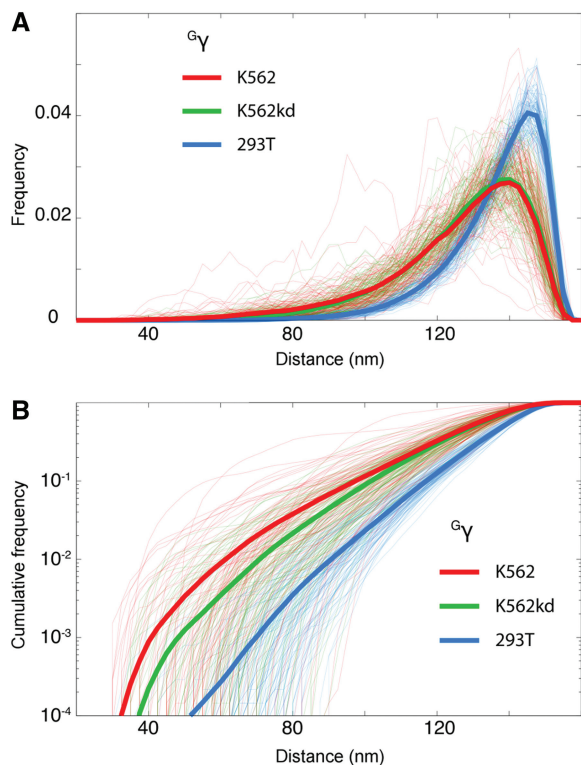 A
Gγ
K562
K562kd
293T
0.04
0.02
0
Frequency
40
80
120
Distance (nm)
B
10-1
10-2
10-3
10-4
Cumulative frequency
Gγ
K562
K562kd
293T
40
80
120
Distance (nm)